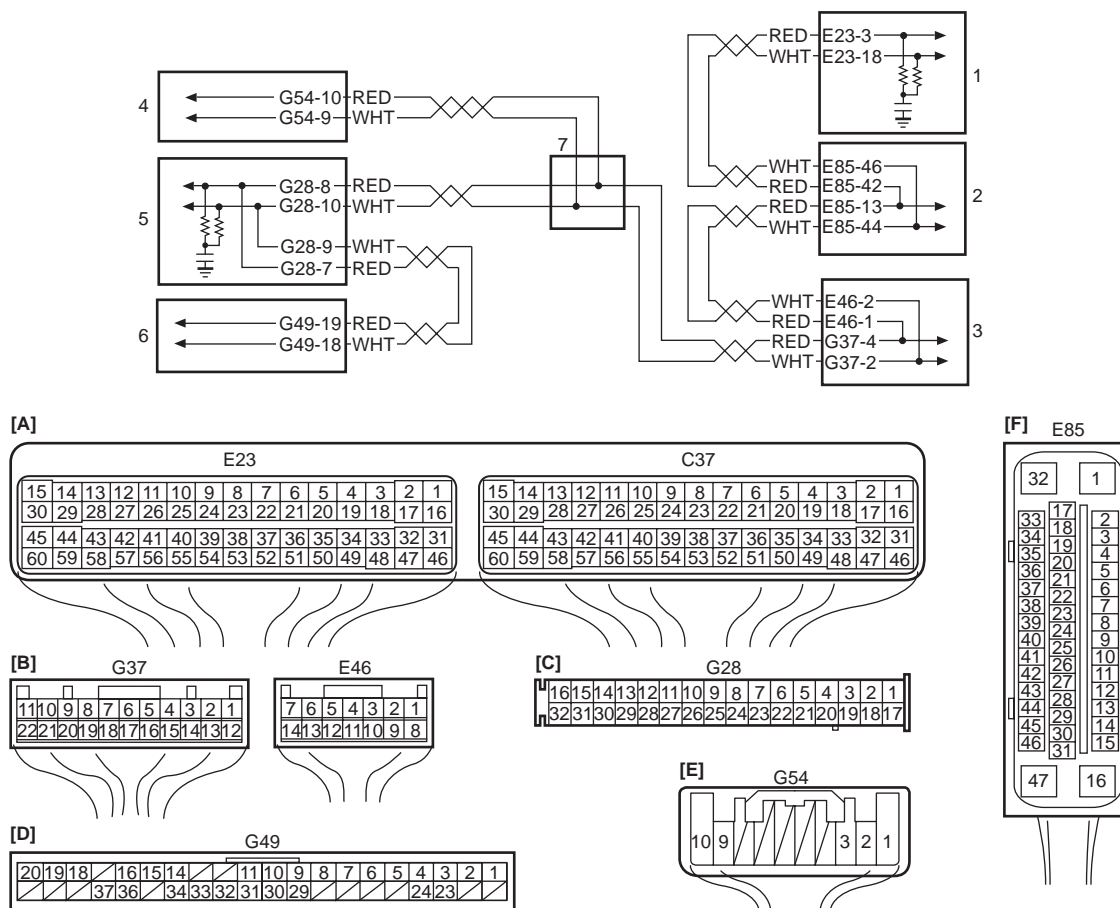 RED E23-3
WHT E23-18
1
4
G54-10 RED
G54-9 WHT
7
WHT E85-46
RED E85-42
RED E85-13
WHT E85-44
2
5
G28-8 RED
G28-10 WHT
G28-9 WHT
G28-7 RED
6
G49-19 RED
G49-18 WHT
WHT E46-2
RED E46-1
RED G37-4
WHT G37-2
3
[A]
E23
15 14 13 12 11 10 9 8 7 6 5 4 3 2 1
30 29 28 27 26 25 24 23 22 21 20 19 18 17 16
45 44 43 42 41 40 39 38 37 36 35 34 33 32 31
60 59 58 57 56 55 54 53 52 51 50 49 48 47 46
C37
15 14 13 12 11 10 9 8 7 6 5 4 3 2 1
30 29 28 27 26 25 24 23 22 21 20 19 18 17 16
45 44 43 42 41 40 39 38 37 36 35 34 33 32 31
60 59 58 57 56 55 54 53 52 51 50 49 48 47 46
[F] E85
32 1
33 34 35 36 37 38 39 40 41 42 43 44 45 46
17 18 19 20 21 22 23 24 25 26 27 28 29 30 31
2 3 4 5 6 7 8 9 10 11 12 13 14 15
47 16
[B]
G37
11 10 9 8 7 6 5 4 3 2 1
22 21 20 19 18 17 16 15 14 13 12
E46
7 6 5 4 3 2 1
14 13 12 11 10 9 8
[C]
G28
16 15 14 13 12 11 10 9 8 7 6 5 4 3 2 1
32 31 30 29 28 27 26 25 24 23 22 21 20 19 18 17
[E]
G54
10 9 3 2 1
[D]
G49
20 19 18 16 15 14 11 10 9 8 7 6 5 4 3 2 1
37 36 34 33 32 31 30 29 24 23